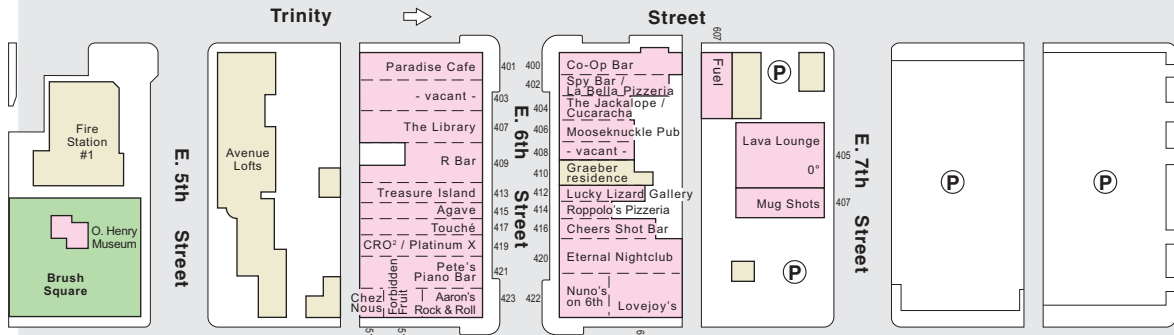 Trinity
Street
Fire
Station
#1
O. Henry
Museum
Brush
Square
E. 5th Street
Avenue
Lofts
Paradise Cafe
- vacant -
The Library
R Bar
Treasure Island
Agave
Touché
CRO² / Platinum X
Pete's
Piano Bar
Forbidden
Fruit
Chez
Nous
Aaron's
Rock & Roll
401
403
407
409
413
415
417
419
421
423
E. 6th Street
400
402
404
406
408
410
412
414
416
420
422
Co-Op Bar
Spy Bar /
La Bella Pizzeria
The Jackalope /
Cucaracha
Mooseknuckle Pub
- vacant -
Graeber
residence
Lucky Lizard Gallery
Roppolo's Pizzeria
Cheers Shot Bar
Eternal Nightclub
Nuno's
on 6th
Lovejoy's
607
Fuel
P
Lava Lounge
0°
Mug Shots
P
405
407
E. 7th Street
P
P